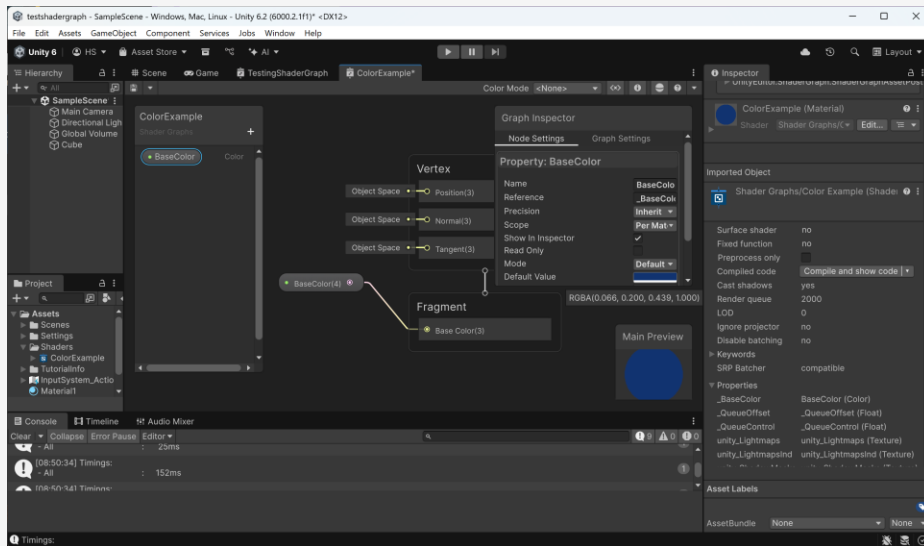 testshadergraph - SampleScene - Windows, Mac, Linux - Unity 6.2 (6000.2.1f1)* <DX12>
File Edit Assets GameObject Component Services Jobs Window Help
Unity 6 HS Asset Store AI Layout
Hierarchy
All
SampleScene
Main Camera
Directional Ligh
Global Volume
Cube
Scene Game TestingShaderGraph ColorExample*
Color Mode <None>
ColorExample
Shader Graphs
BaseColor Color
Vertex
Object Space Position(3)
Object Space Normal(3)
Object Space Tangent(3)
BaseColor(4)
Fragment
Base Color(3)
Graph Inspector
Node Settings Graph Settings
Property: BaseColor
Name BaseColo
Reference _BaseColo
Precision Inherit
Scope Per Mat
Show In Inspector
Read Only
Mode Default
Default Value
RGBA(0.066, 0.200, 0.439, 1.000)
Main Preview
Project
Assets
Scenes
Settings
Shaders
ColorExample
TutorialInfo
InputSystem_Actio
Material1
Console Timeline Audio Mixer
Clear Collapse Error Pause Editor 9 0 0
- All : 25ms
[08:50:34] Timings:
- All : 152ms 1
[08:50:34] Timings:
Timings:
Inspector
UnityEditor.ShaderGraph.ShaderGraphAssetPost
ColorExample (Material)
Shader Shader Graphs/C Edit...
Imported Object
Shader Graphs/Color Example (Shade
Surface shader no
Fixed function no
Preprocess only
Compiled code Compile and show code
Cast shadows yes
Render queue 2000
LOD 0
Ignore projector no
Disable batching no
Keywords
SRP Batcher compatible
Properties
_BaseColor BaseColor (Color)
_QueueOffset _QueueOffset (Float)
_QueueControl _QueueControl (Float)
unity_Lightmaps unity_Lightmaps (Texture)
unity_LightmapsInd unity_LightmapsInd (Texture)
Asset Labels
AssetBundle None None